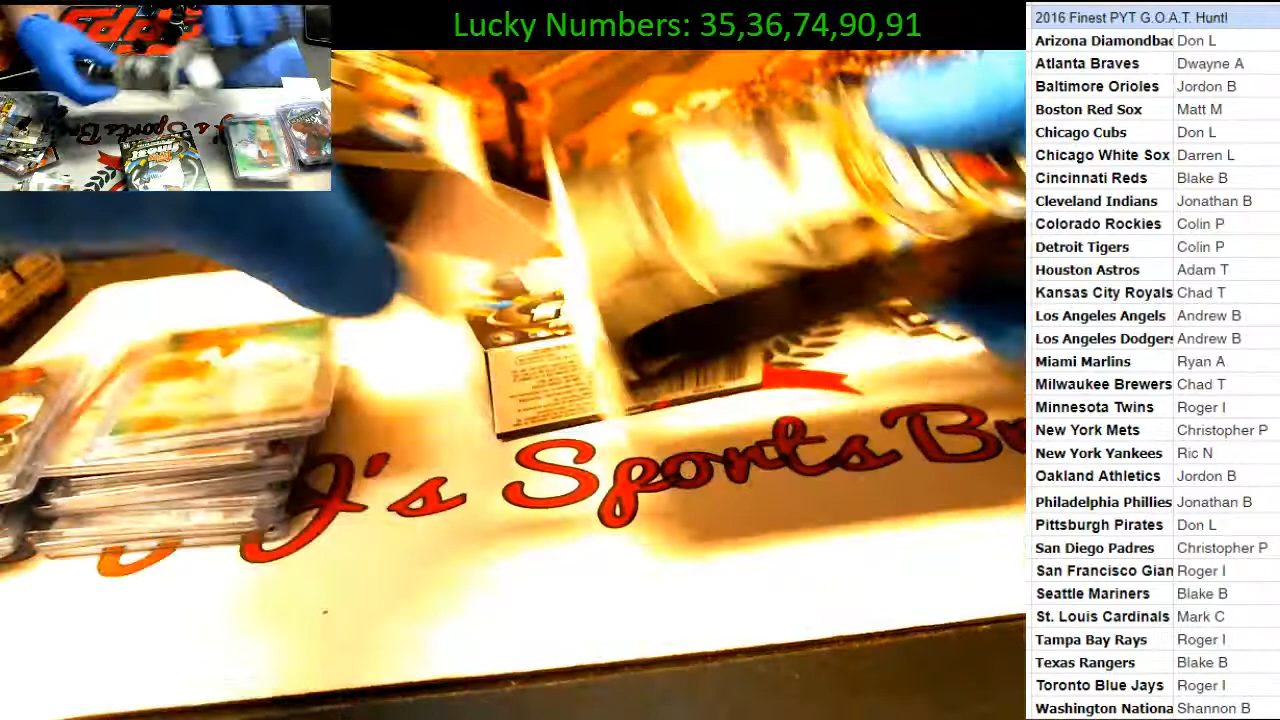 Lucky Numbers: 35,36,74,90,91
2016 Finest PYT G.O.A.T. Hunt!
Arizona Diamondbac Don L
Atlanta Braves Dwayne A
Baltimore Orioles Jordon B
Boston Red Sox Matt M
Chicago Cubs Don L
Chicago White Sox Darren L
Cincinnati Reds Blake B
Cleveland Indians Jonathan B
Colorado Rockies Colin P
Detroit Tigers Colin P
Houston Astros Adam T
Kansas City Royals Chad T
Los Angeles Angels Andrew B
Los Angeles Dodgers Andrew B
Miami Marlins Ryan A
Milwaukee Brewers Chad T
Minnesota Twins Roger I
New York Mets Christopher P
New York Yankees Ric N
Oakland Athletics Jordon B
Philadelphia Phillies Jonathan B
Pittsburgh Pirates Don L
San Diego Padres Christopher P
San Francisco Gian Roger I
Seattle Mariners Blake B
St. Louis Cardinals Mark C
Tampa Bay Rays Roger I
Texas Rangers Blake B
Toronto Blue Jays Roger I
Washington Nationa Shannon B
J's Sports Br
's Sports Br